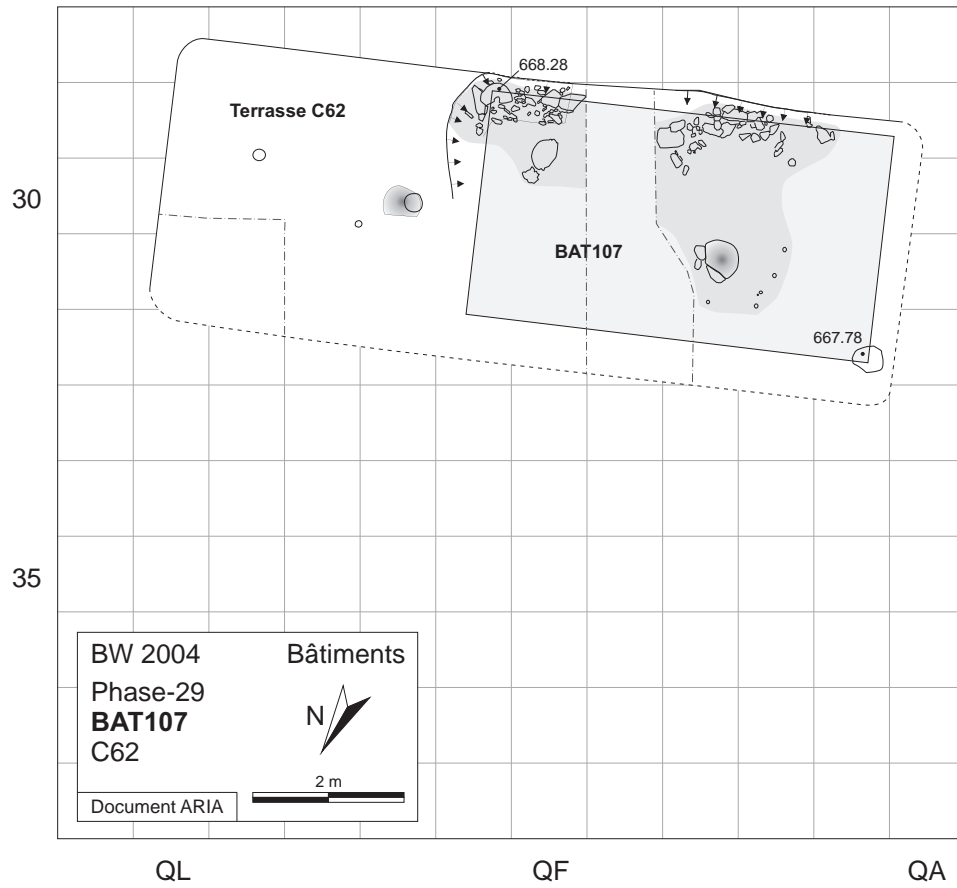 668.28
Terrasse C62
30
BAT107
667.78
35
BW 2004 Bâtiments
Phase-29
BAT107
C62
N
2 m
Document ARIA
QL QF QA